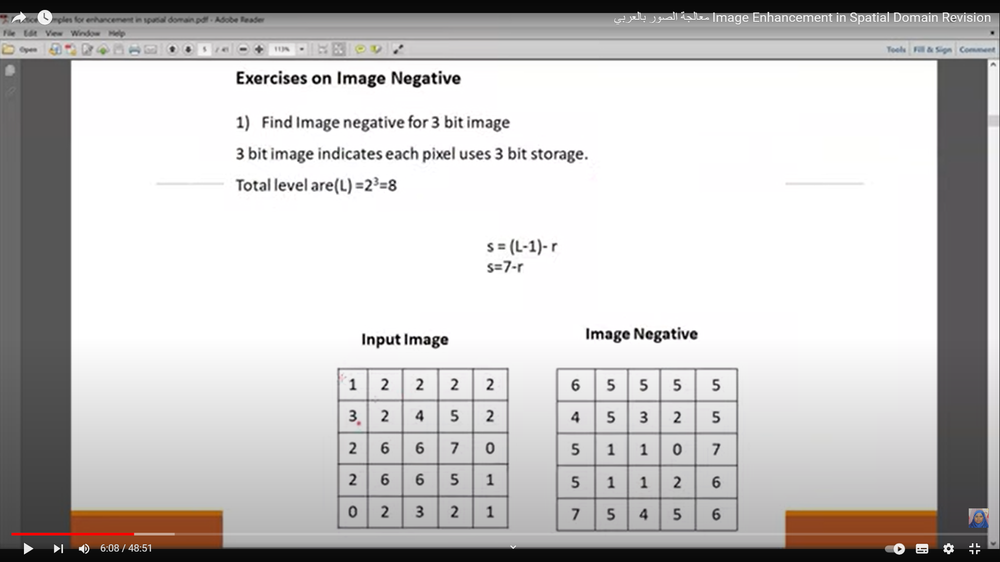 معالجة الصور بالعربي Image Enhancement in Spatial Domain Revision
for enhancement in spatial domain.pdf - Adobe Reader
File Edit View Window Help
Open 5 / 41 113% Tools Fill & Sign Comment
Exercises on Image Negative
1) Find Image negative for 3 bit image
3 bit image indicates each pixel uses 3 bit storage.
Total level are(L) =2³=8
s = (L-1)- r
s=7-r
Input Image
1 2 2 2 2
3 2 4 5 2
2 6 6 7 0
2 6 6 5 1
0 2 3 2 1
Image Negative
6 5 5 5 5
4 5 3 2 5
5 1 1 0 7
5 1 1 2 6
7 5 4 5 6
6:08 / 48:51